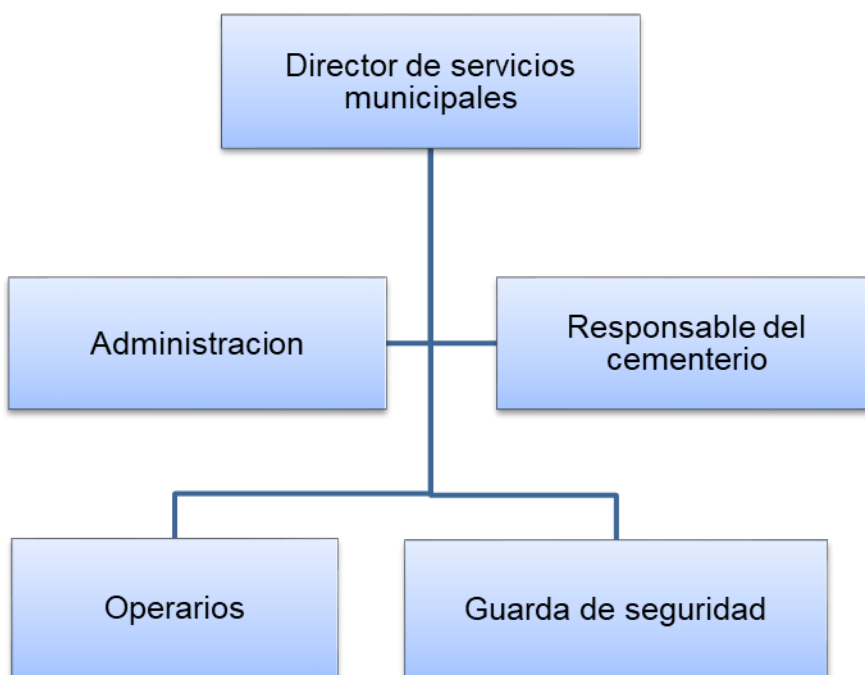 Director de servicios
municipales
Administracion
Responsable del
cementerio
Operarios
Guarda de seguridad